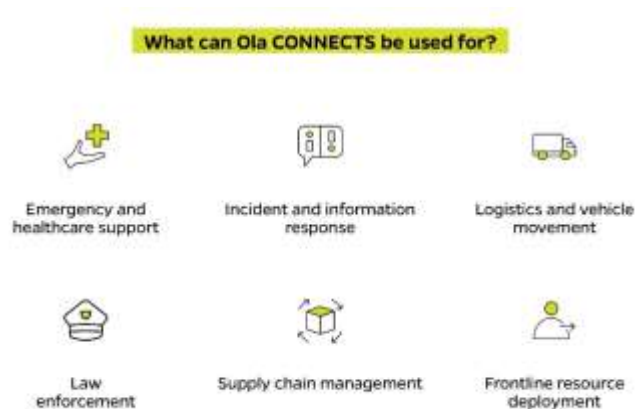 What can Ola CONNECTS be used for?
Emergency and
healthcare support
Incident and information
response
Logistics and vehicle
movement
Law
enforcement
Supply chain management
Frontline resource
deployment